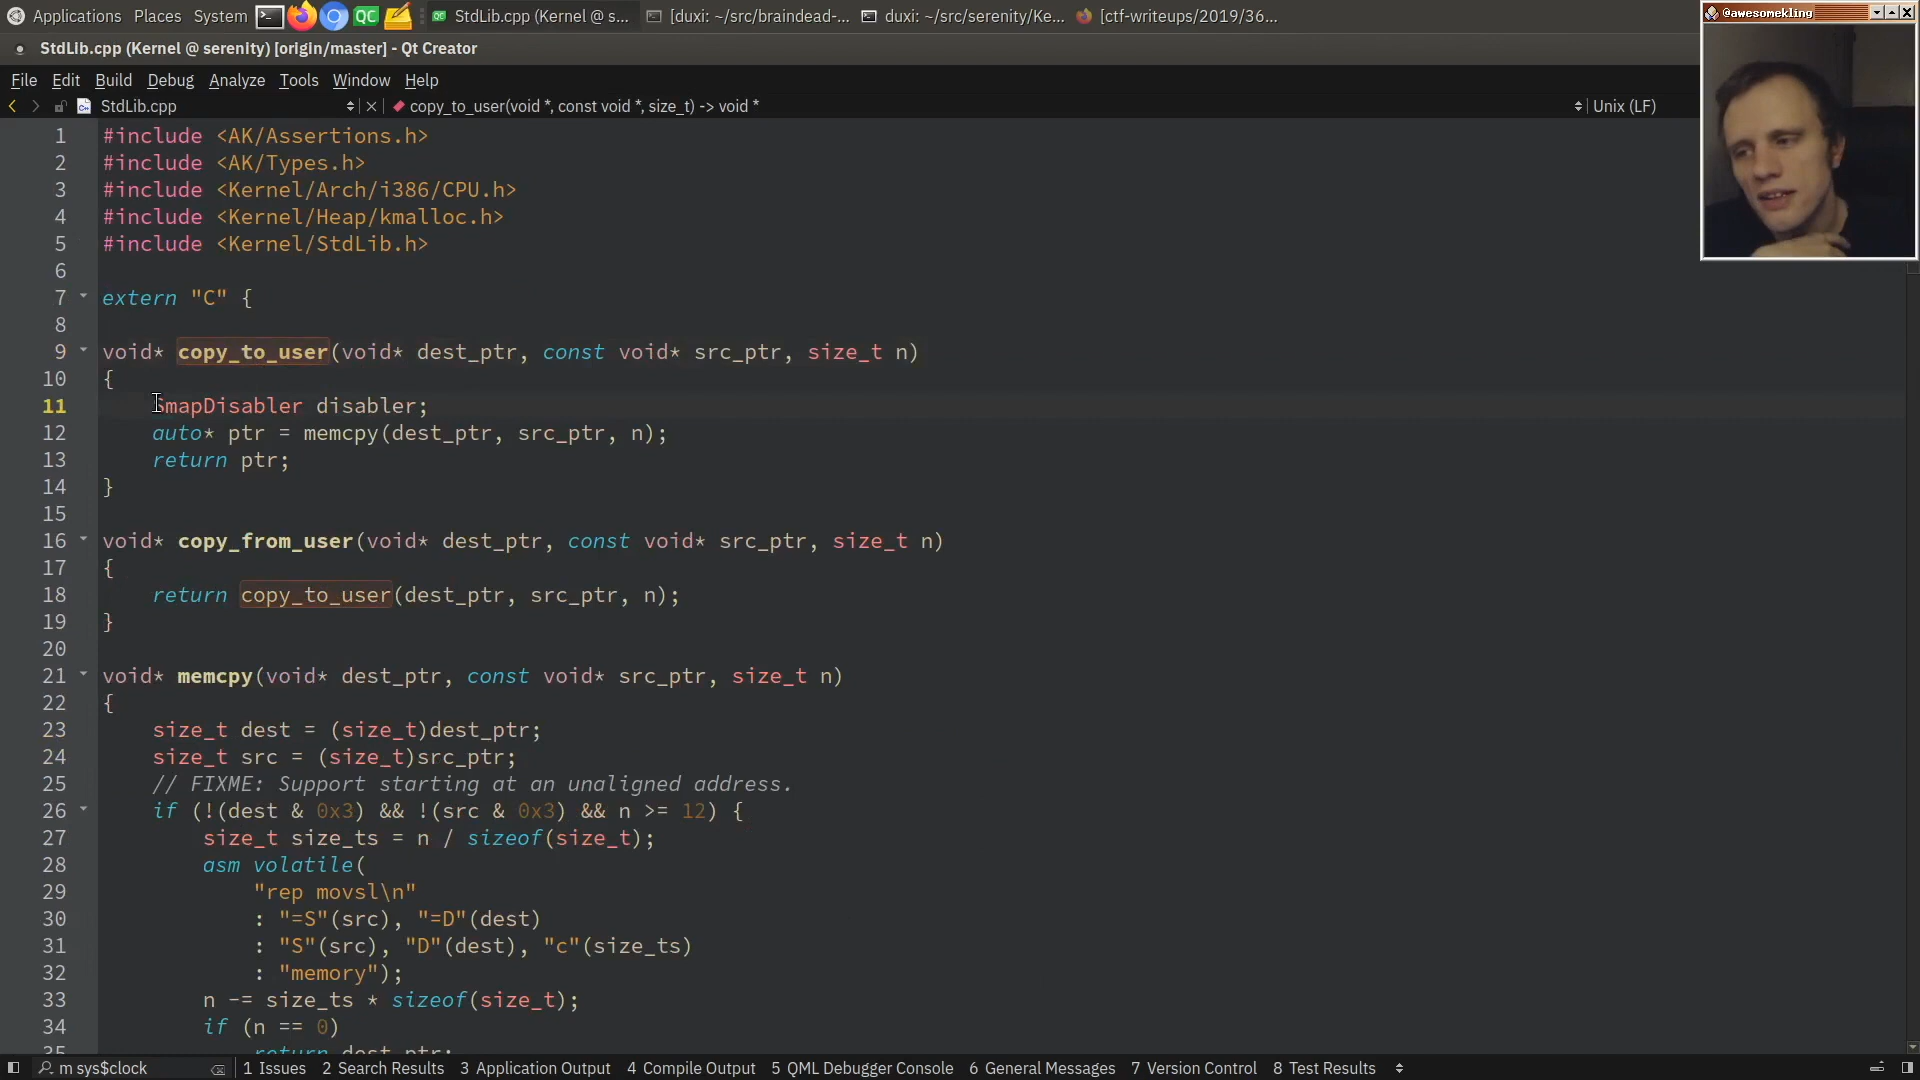 Applications Places System StdLib.cpp (Kernel @ s... [duxi: ~/src/braindead-... duxi: ~/src/serenity/Ke... [ctf-writeups/2019/36...
@awesomekling
StdLib.cpp (Kernel @ serenity) [origin/master] - Qt Creator
File Edit Build Debug Analyze Tools Window Help
StdLib.cpp copy_to_user(void *, const void *, size_t) -> void * Unix (LF)
1 #include <AK/Assertions.h>
2 #include <AK/Types.h>
3 #include <Kernel/Arch/i386/CPU.h>
4 #include <Kernel/Heap/kmalloc.h>
5 #include <Kernel/StdLib.h>
6
7 extern "C" {
8
9 void* copy_to_user(void* dest_ptr, const void* src_ptr, size_t n)
10 {
11 SmapDisabler disabler;
12 auto* ptr = memcpy(dest_ptr, src_ptr, n);
13 return ptr;
14 }
15
16 void* copy_from_user(void* dest_ptr, const void* src_ptr, size_t n)
17 {
18 return copy_to_user(dest_ptr, src_ptr, n);
19 }
20
21 void* memcpy(void* dest_ptr, const void* src_ptr, size_t n)
22 {
23 size_t dest = (size_t)dest_ptr;
24 size_t src = (size_t)src_ptr;
25 // FIXME: Support starting at an unaligned address.
26 if (!(dest & 0x3) && !(src & 0x3) && n >= 12) {
27 size_t size_ts = n / sizeof(size_t);
28 asm volatile(
29 "rep movsl\n"
30 : "=S"(src), "=D"(dest)
31 : "S"(src), "D"(dest), "c"(size_ts)
32 : "memory");
33 n -= size_ts * sizeof(size_t);
34 if (n == 0)
35 return dest_ptr;
m sys$clock 1 Issues 2 Search Results 3 Application Output 4 Compile Output 5 QML Debugger Console 6 General Messages 7 Version Control 8 Test Results